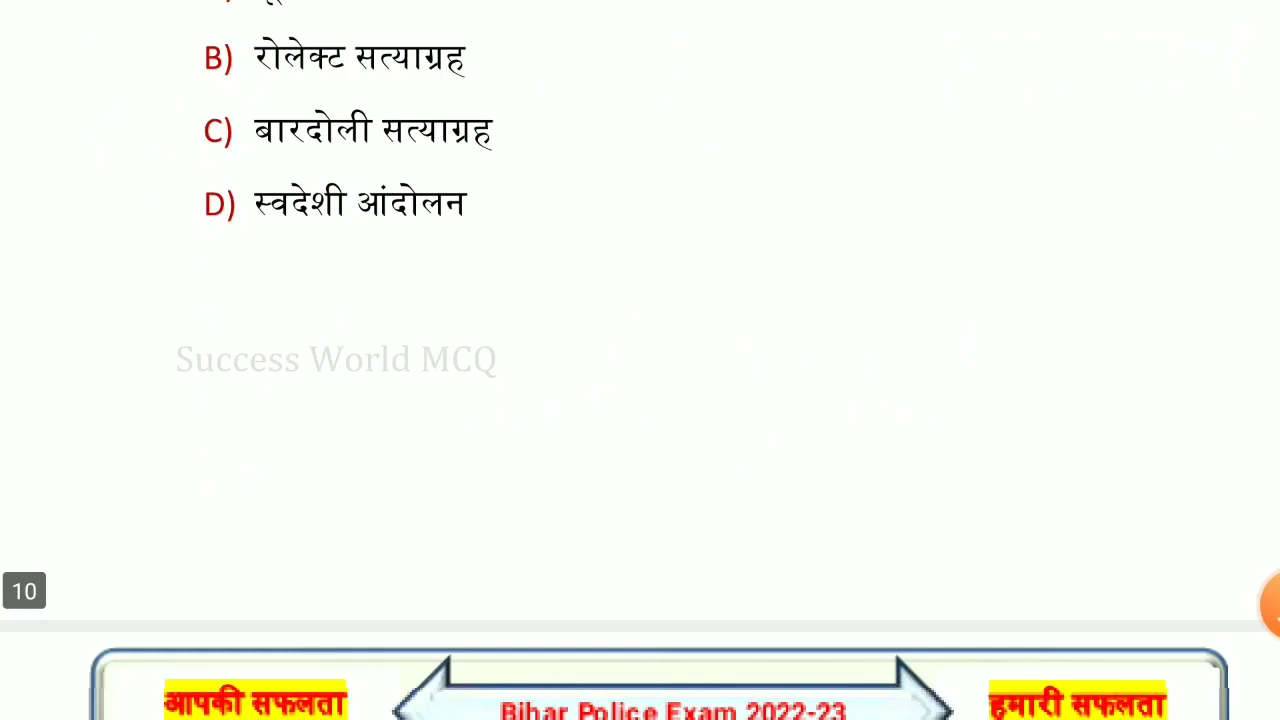 B) रोलेक्ट सत्याग्रह
C) बारदोली सत्याग्रह
D) स्वदेशी आंदोलन
Success World MCQ
10
आपकी सफलता
Bihar Police Exam 2022-23
हमारी सफलता